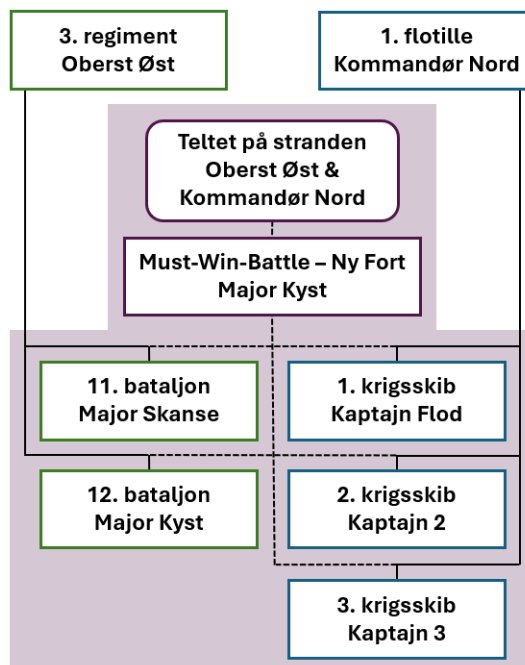 3. regiment
Oberst Øst
1. flotille
Kommandør Nord
Teltet på stranden
Oberst Øst &
Kommandør Nord
Must-Win-Battle – Ny Fort
Major Kyst
11. bataljon
Major Skanse
1. krigsskib
Kaptajn Flod
12. bataljon
Major Kyst
2. krigsskib
Kaptajn 2
3. krigsskib
Kaptajn 3